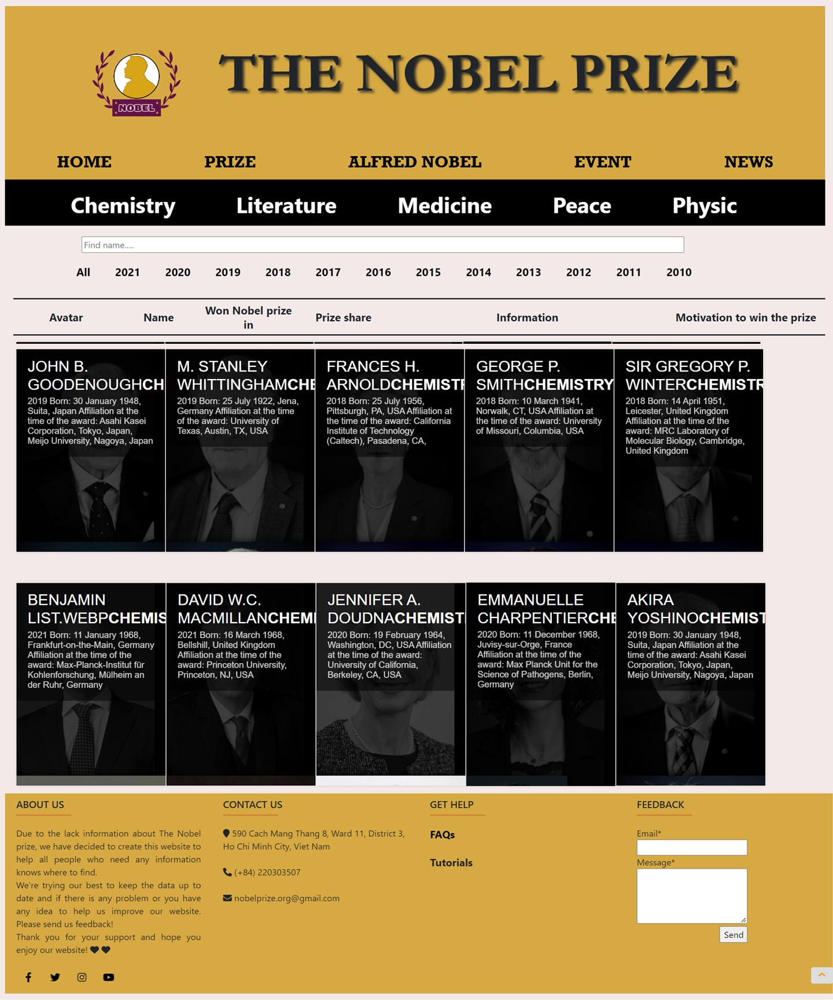 NOBEL
THE NOBEL PRIZE
HOME PRIZE ALFRED NOBEL EVENT NEWS
Chemistry Literature Medicine Peace Physic
Find name.....
All 2021 2020 2019 2018 2017 2016 2015 2014 2013 2012 2011 2010
Avatar Name Won Nobel prize in Prize share Information Motivation to win the prize
JOHN B.
GOODENOUGHCH
2019 Born: 30 January 1948,
Suita, Japan Affiliation at the
time of the award: Asahi Kasei
Corporation, Tokyo, Japan,
Meijo University, Nagoya, Japan
M. STANLEY
WHITTINGHAMCHE
2019 Born: 25 July 1922, Jena,
Germany Affiliation at the time
of the award: University of
Texas, Austin, TX, USA
FRANCES H.
ARNOLDCHEMISTR
2018 Born: 25 July 1956,
Pittsburgh, PA, USA Affiliation at
the time of the award: California
Institute of Technology
(Caltech), Pasadena, CA,
GEORGE P.
SMITHCHEMISTRY
2018 Born: 10 March 1941,
Norwalk, CT, USA Affiliation at
the time of the award: University
of Missouri, Columbia, USA
SIR GREGORY P.
WINTERCHEMISTR
2018 Born: 14 April 1951,
Leicester, United Kingdom
Affiliation at the time of the
award: MRC Laboratory of
Molecular Biology, Cambridge,
United Kingdom
BENJAMIN
LIST.WEBPCHEMIS
2021 Born: 11 January 1968,
Frankfurt-on-the-Main, Germany
Affiliation at the time of the
award: Max-Planck-Institut für
Kohlenforschung, Mülheim an
der Ruhr, Germany
DAVID W.C.
MACMILLANCHEMI
2021 Born: 16 March 1968,
Bellshill, United Kingdom
Affiliation at the time of the
award: Princeton University,
Princeton, NJ, USA
JENNIFER A.
DOUDNACHEMIST
2020 Born: 19 February 1964,
Washington, DC, USA Affiliation
at the time of the award:
University of California,
Berkeley, CA, USA
EMMANUELLE
CHARPENTIERCHE
2020 Born: 11 December 1968,
Juvisy-sur-Orge, France
Affiliation at the time of the
award: Max Planck Unit for the
Science of Pathogens, Berlin,
Germany
AKIRA
YOSHINOCHEMIST
2019 Born: 30 January 1948,
Suita, Japan Affiliation at the
time of the award: Asahi Kasei
Corporation, Tokyo, Japan,
Meijo University, Nagoya, Japan
ABOUT US
Due to the lack information about The Nobel
prize, we have decided to create this website to
help all people who need any information
knows where to find.
We're trying our best to keep the data up to
date and if there is any problem or you have
any idea to help us improve our website.
Please send us feedback!
Thank you for your support and hope you
enjoy our website!
CONTACT US
590 Cach Mang Thang 8, Ward 11, District 3,
Ho Chi Minh City, Viet Nam
(+84) 220303507
nobelprize.org@gmail.com
GET HELP
FAQs
Tutorials
FEEDBACK
Email*
Message*
Send